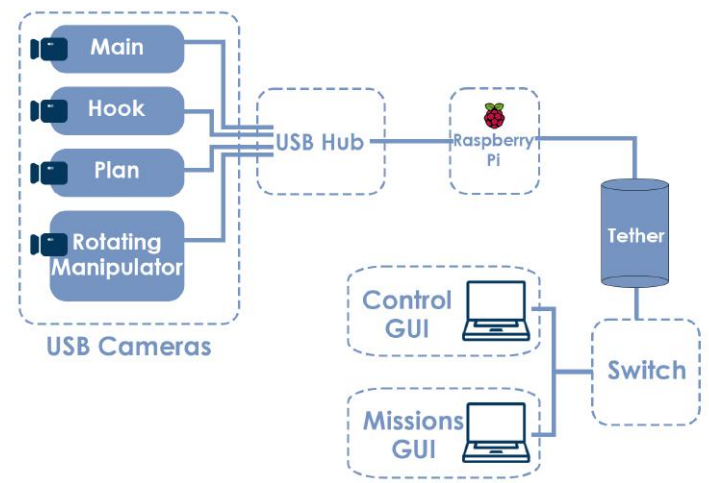 Main
Hook
Plan
Rotating
Manipulator
USB Cameras
USB Hub
Raspberry
Pi
Tether
Switch
Control
GUI
Missions
GUI